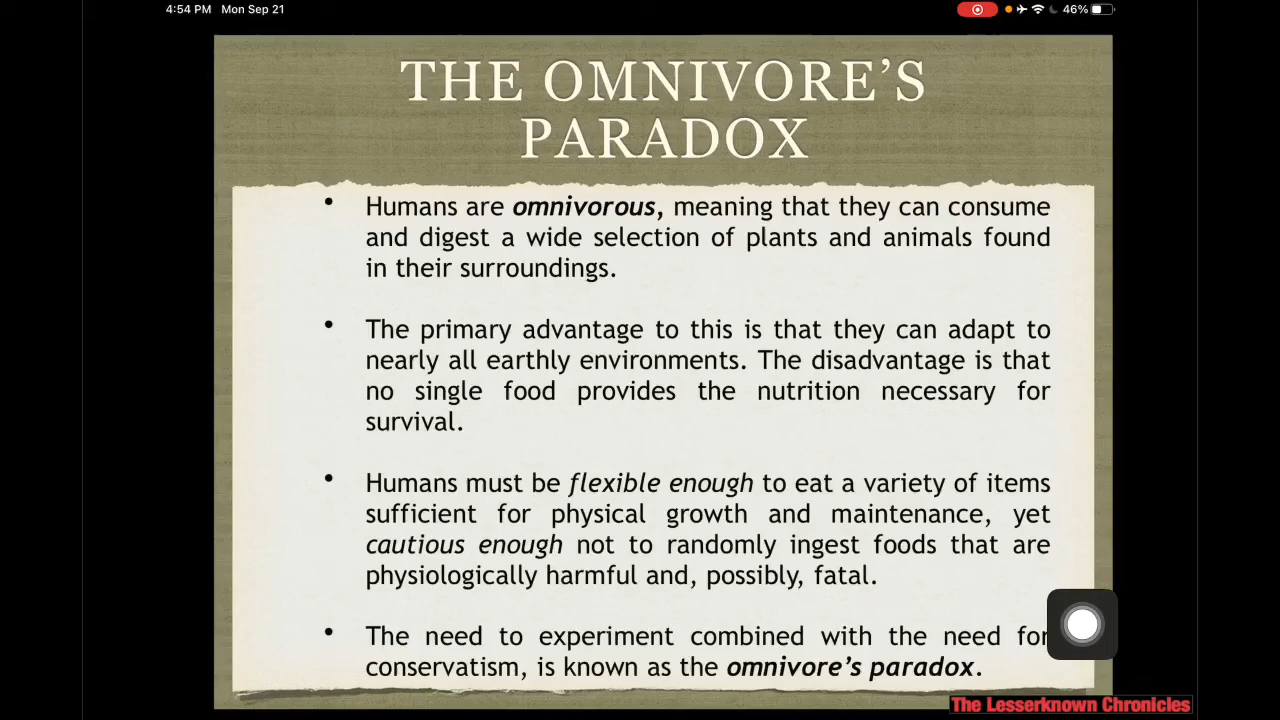 4:54 PM Mon Sep 21
46%
THE OMNIVORE’S
PARADOX
• Humans are omnivorous, meaning that they can consume
and digest a wide selection of plants and animals found
in their surroundings.
• The primary advantage to this is that they can adapt to
nearly all earthly environments. The disadvantage is that
no single food provides the nutrition necessary for
survival.
• Humans must be flexible enough to eat a variety of items
sufficient for physical growth and maintenance, yet
cautious enough not to randomly ingest foods that are
physiologically harmful and, possibly, fatal.
• The need to experiment combined with the need for
conservatism, is known as the omnivore’s paradox.
The Lesserknown Chronicles